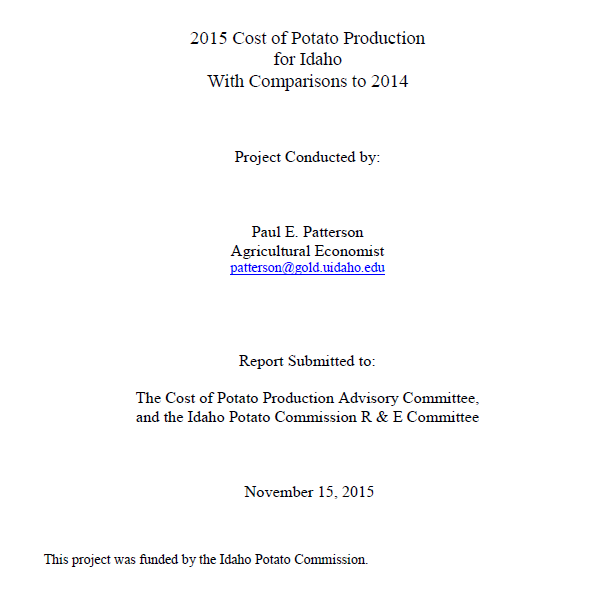 2015 Cost of Potato Production
for Idaho
With Comparisons to 2014
Project Conducted by:
Paul E. Patterson
Agricultural Economist
patterson@gold.uidaho.edu
Report Submitted to:
The Cost of Potato Production Advisory Committee,
and the Idaho Potato Commission R & E Committee
November 15, 2015
This project was funded by the Idaho Potato Commission.